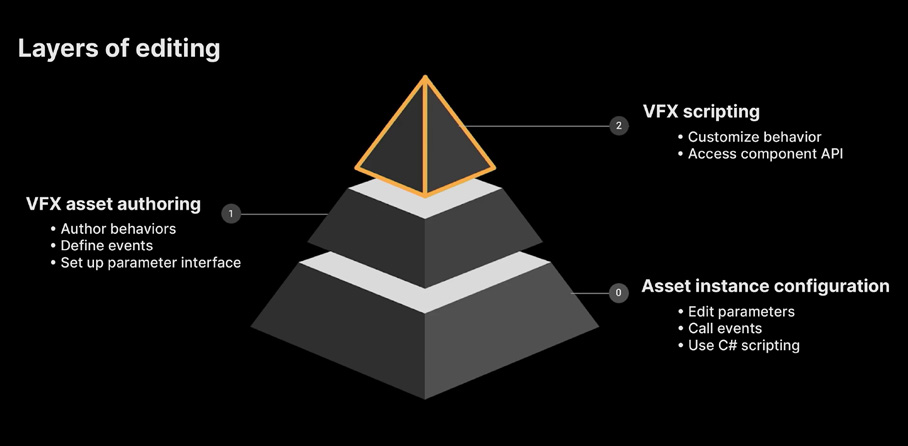 Layers of editing
VFX scripting
2
• Customize behavior
• Access component API
VFX asset authoring
1
• Author behaviors
• Define events
• Set up parameter interface
Asset instance configuration
0
• Edit parameters
• Call events
• Use C# scripting